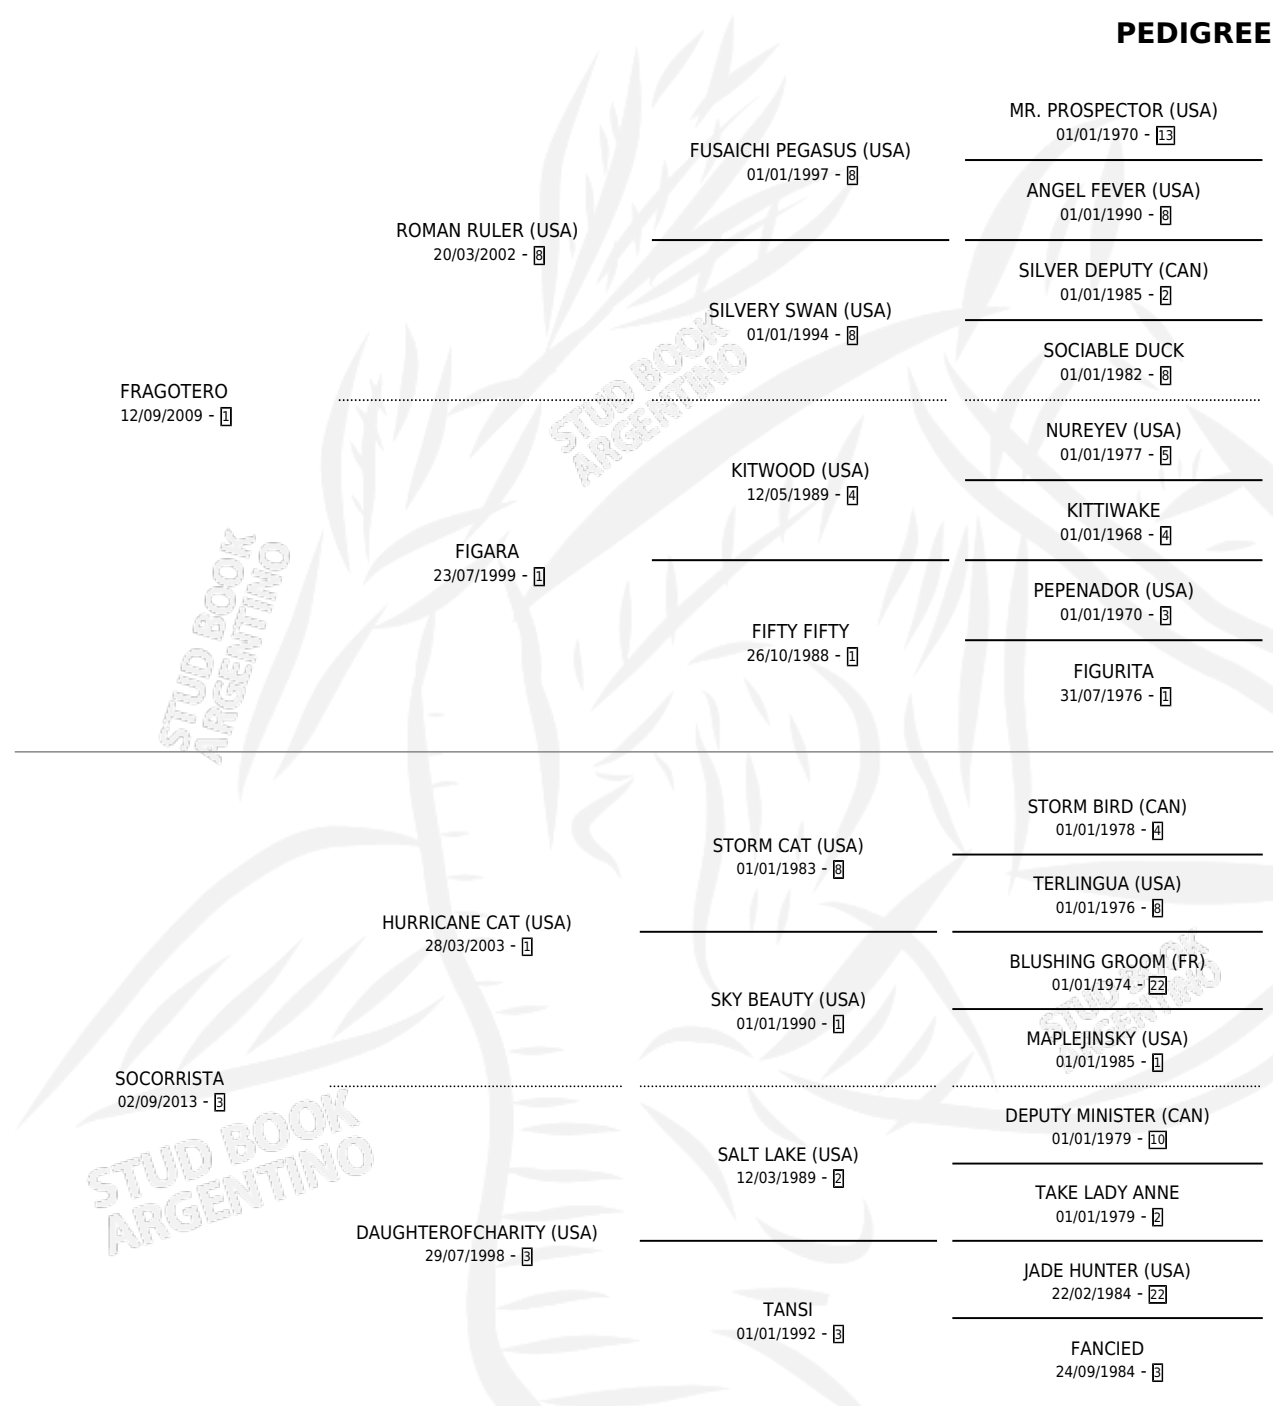 PEDIGREE
MR. PROSPECTOR (USA)
01/01/1970 - 13
FUSAICHI PEGASUS (USA)
01/01/1997 - 8
ANGEL FEVER (USA)
01/01/1990 - 8
ROMAN RULER (USA)
20/03/2002 - 8
SILVER DEPUTY (CAN)
01/01/1985 - 2
SILVERY SWAN (USA)
01/01/1994 - 8
SOCIABLE DUCK
01/01/1982 - 8
FRAGOTERO
12/09/2009 - 1
NUREYEV (USA)
01/01/1977 - 5
KITWOOD (USA)
12/05/1989 - 4
KITTIWAKE
01/01/1968 - 4
FIGARA
23/07/1999 - 1
PEPENADOR (USA)
01/01/1970 - 3
FIFTY FIFTY
26/10/1988 - 1
FIGURITA
31/07/1976 - 1
STUD BOOK
ARGENTINO
STUD BOOK
ARGENTINO
STORM BIRD (CAN)
01/01/1978 - 4
STORM CAT (USA)
01/01/1983 - 8
TERLINGUA (USA)
01/01/1976 - 8
HURRICANE CAT (USA)
28/03/2003 - 1
BLUSHING GROOM (FR)
01/01/1974 - 22
SKY BEAUTY (USA)
01/01/1990 - 1
MAPLEJINSKY (USA)
01/01/1985 - 1
SOCORRISTA
02/09/2013 - 3
DEPUTY MINISTER (CAN)
01/01/1979 - 10
SALT LAKE (USA)
12/03/1989 - 2
TAKE LADY ANNE
01/01/1979 - 2
DAUGHTEROFCHARITY (USA)
29/07/1998 - 3
JADE HUNTER (USA)
22/02/1984 - 22
TANSI
01/01/1992 - 3
FANCIED
24/09/1984 - 3
STUD BOOK
ARGENTINO
STUD BOOK
ARGENTINO